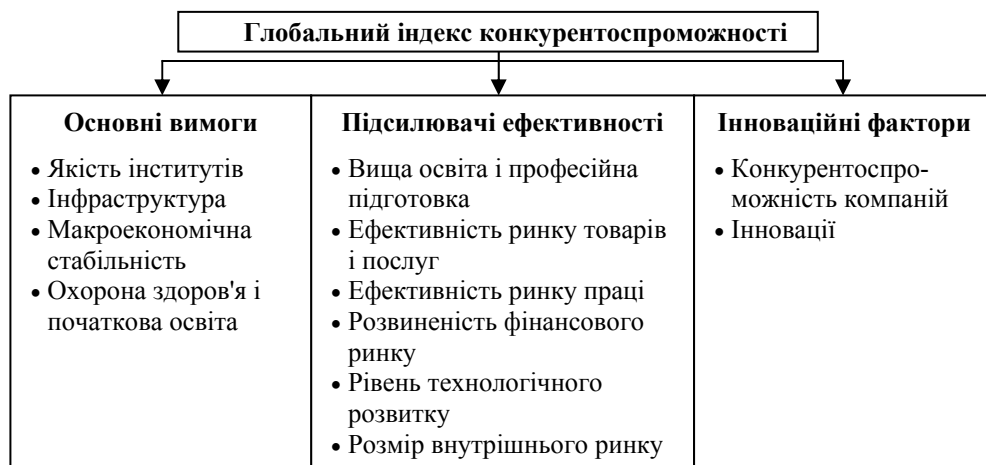 Глобальний індекс конкурентоспроможності
Основні вимоги
• Якість інститутів
• Інфраструктура
• Макроекономічна
стабільність
• Охорона здоров'я і
початкова освіта
Підсилювачі ефективності
• Вища освіта і професійна
підготовка
• Ефективність ринку товарів
і послуг
• Ефективність ринку праці
• Розвиненість фінансового
ринку
• Рівень технологічного
розвитку
• Розмір внутрішнього ринку
Інноваційні фактори
• Конкурентоспро-
можність компаній
• Інновації